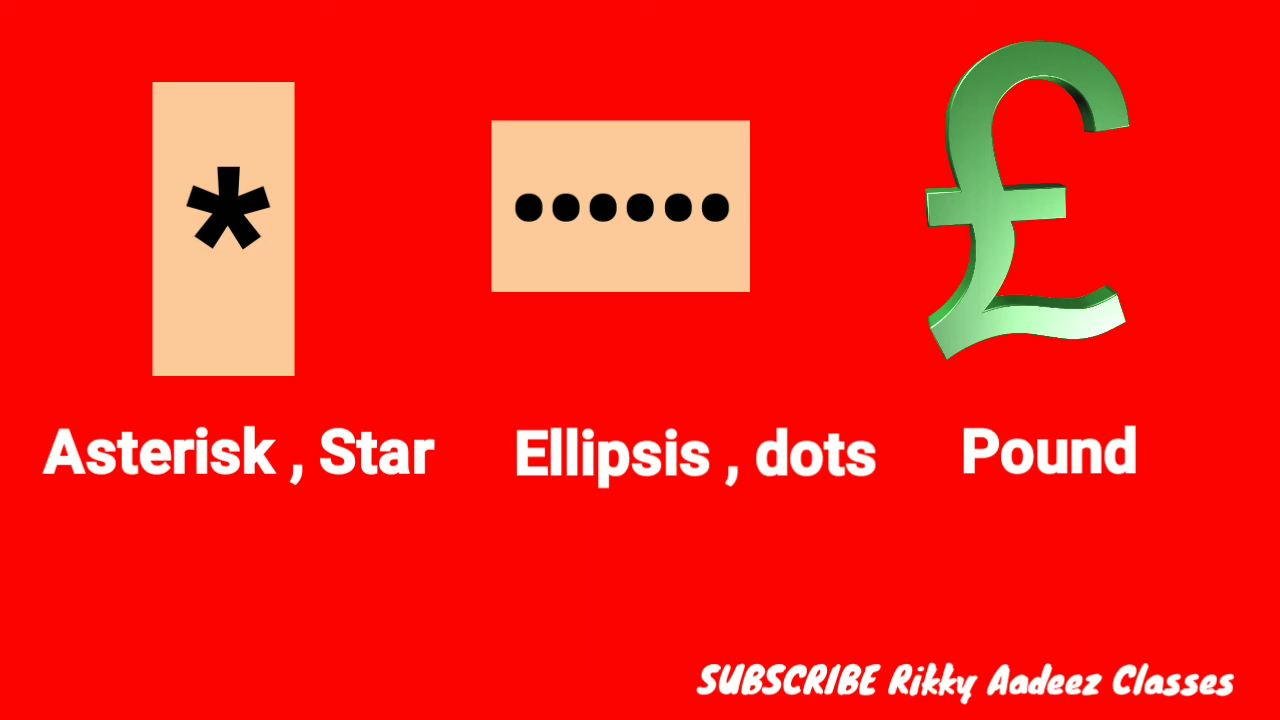 * ...... £
Asterisk , Star Ellipsis , dots Pound
SUBSCRIBE Rikky Aadeez Classes